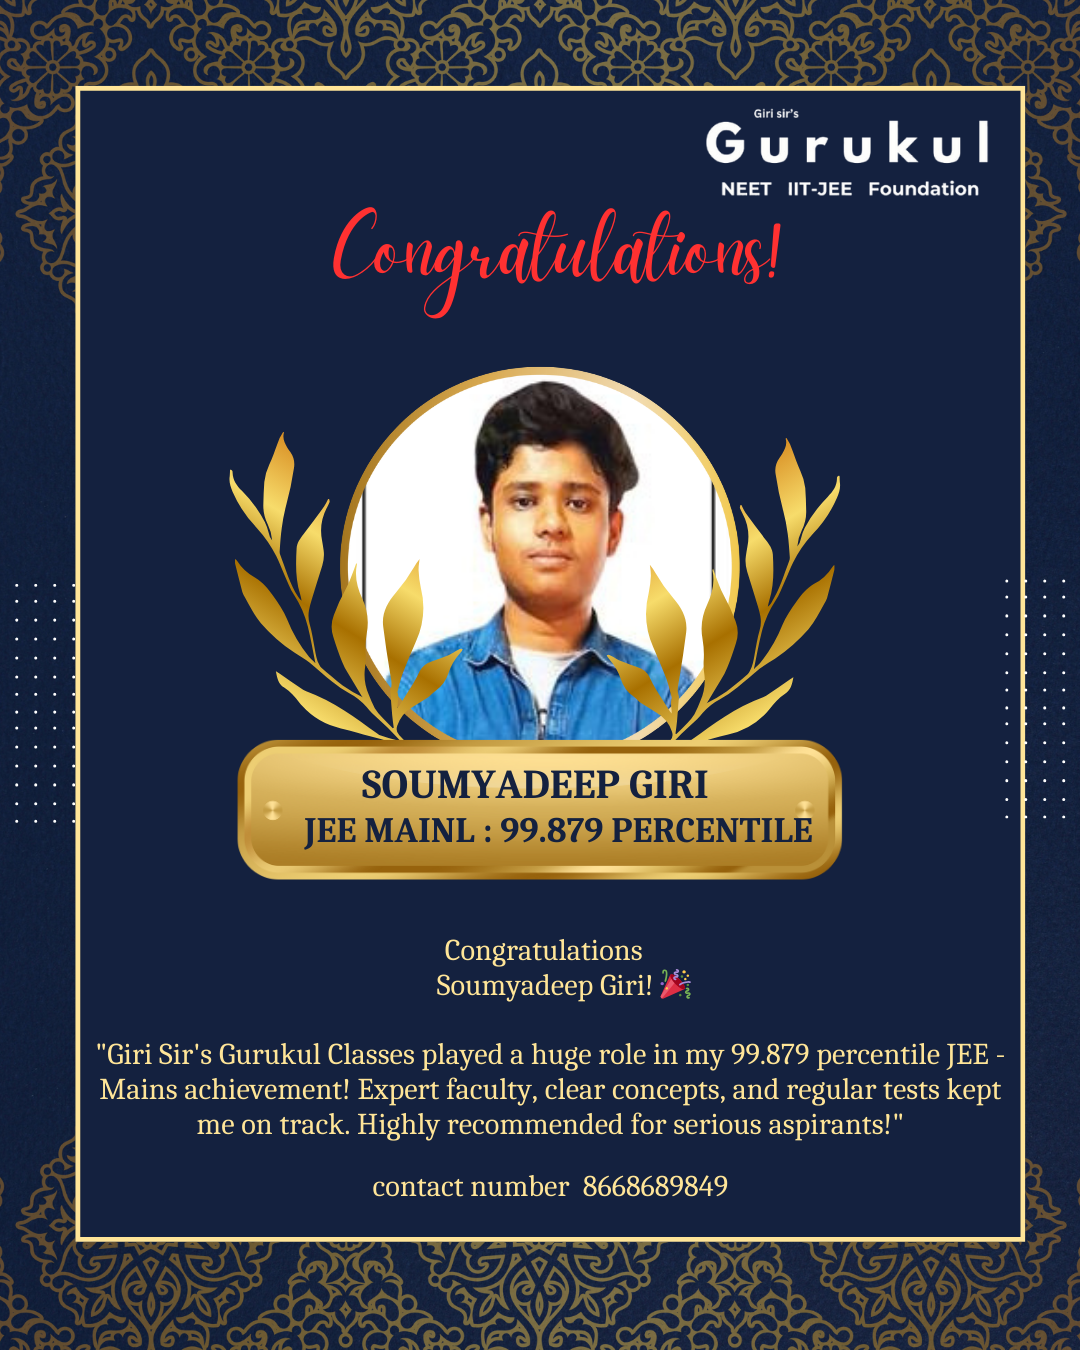 Giri sir's
Gurukul
NEET IIT-JEE Foundation
Congratulations!
SOUMYADEEP GIRI
JEE MAINL : 99.879 PERCENTILE
Congratulations
Soumyadeep Giri! 🎉
"Giri Sir's Gurukul Classes played a huge role in my 99.879 percentile JEE -
Mains achievement! Expert faculty, clear concepts, and regular tests kept
me on track. Highly recommended for serious aspirants!"
contact number 8668689849